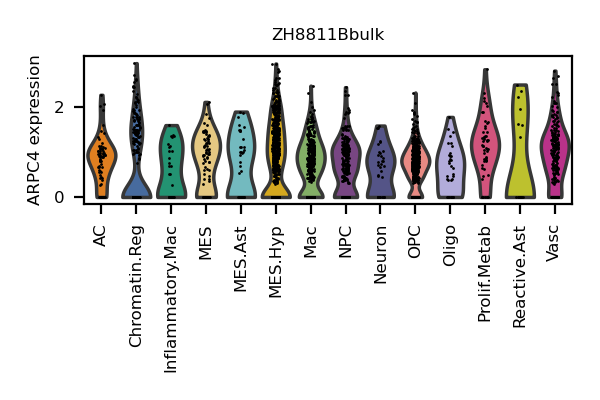 ZH8811Bbulk
ARPC4 expression
2
0
AC
Chromatin.Reg
Inflammatory.Mac
MES
MES.Ast
MES.Hyp
Mac
NPC
Neuron
OPC
Oligo
Prolif.Metab
Reactive.Ast
Vasc